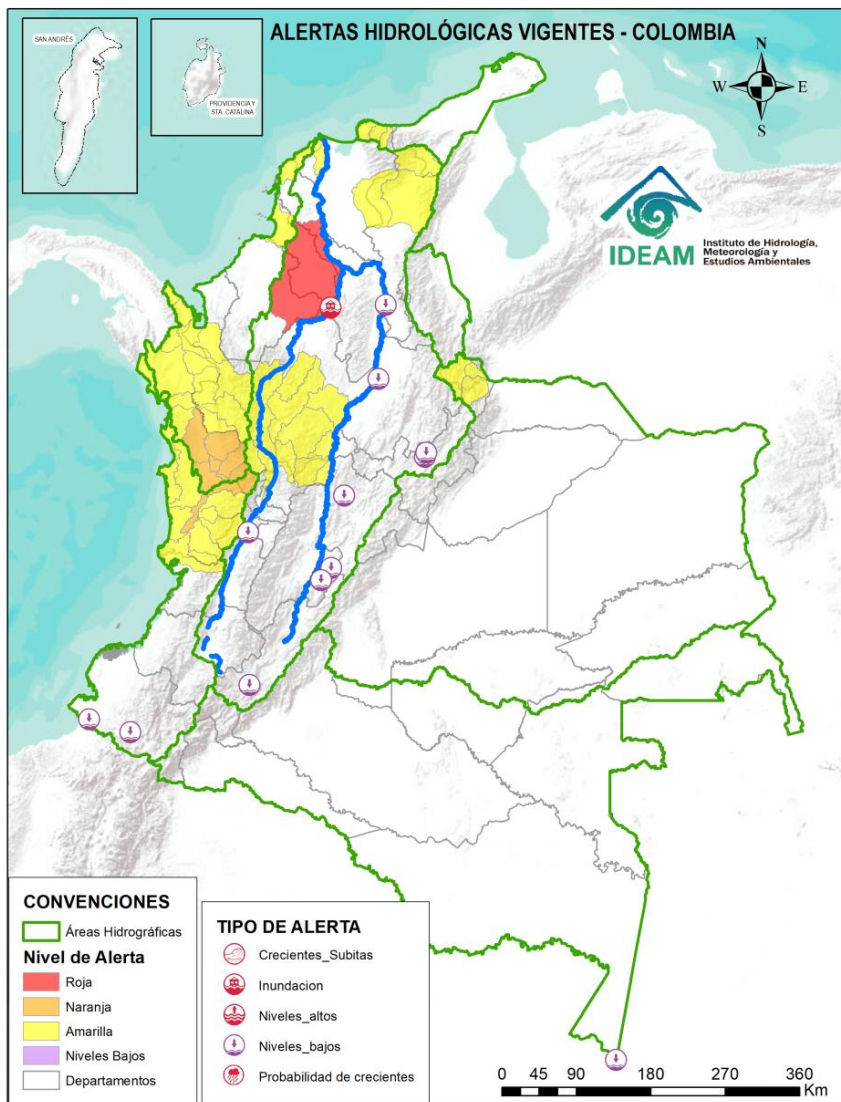 ALERTAS HIDROLÓGICAS VIGENTES - COLOMBIA
SAN ANDRÉS
PROVIDENCIA Y
STA. CATALINA
N
W
E
S
IDEAM
Instituto de Hidrología,
Meteorología y
Estudios Ambientales
CONVENCIONES
Áreas Hidrográficas
Nivel de Alerta
Roja
Naranja
Amarilla
Niveles Bajos
Departamentos
TIPO DE ALERTA
Crecientes_Subitas
Inundacion
Niveles_altos
Niveles_bajos
Probabilidad de crecientes
0 45 90 180 270 360
Km